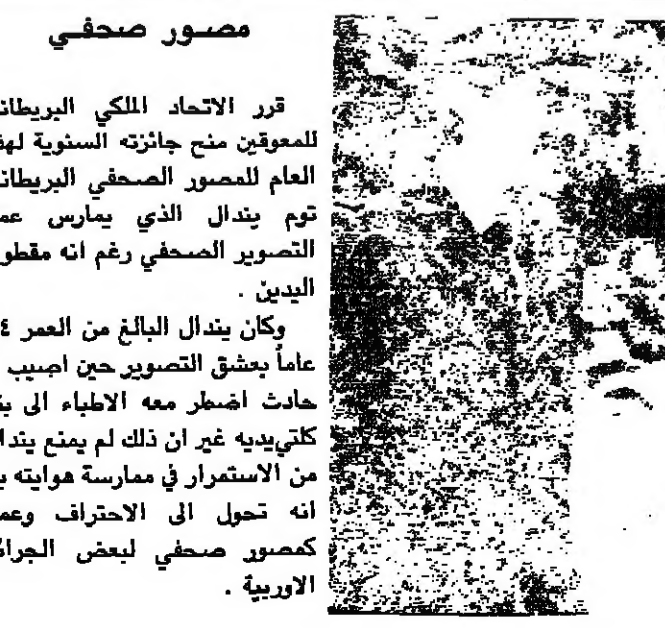 مصور صحفي
قرر الاتحاد الملكي البريطان
للمعوقين منح جائزته السنوية لهذ
العام للمصور الصحفي البريطان
توم يندال الذي يمارس عم
التصوير الصحفي رغم انه مقطو
اليدين .
وكان يندال البالغ من العمر ٤
عاماً يعشق التصوير حين اصيب
حادث اضطر معه الاطباء الى بت
كلتي يديه غير ان ذلك لم يمنع يندا
من الاستمرار في ممارسة هوايته ب
انه تحول الى الاحتراف وعم
كمصور صحفي لبعض الجرائ
الاوربية .